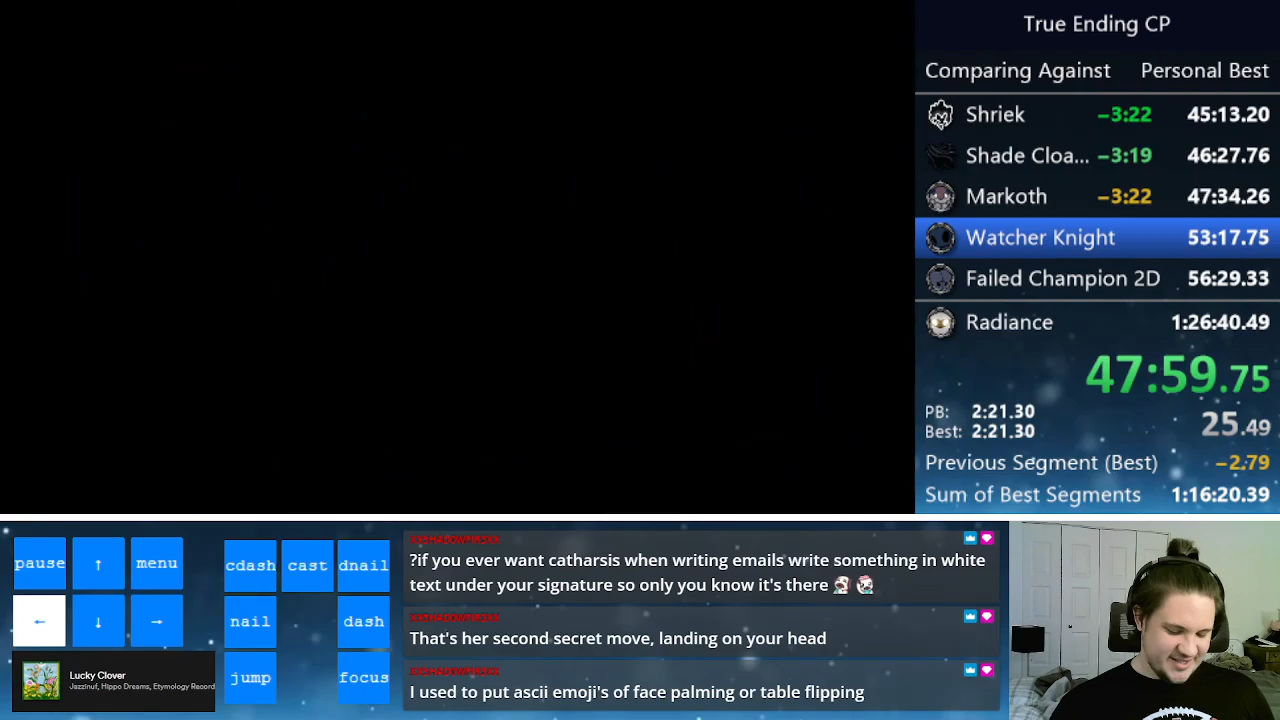 True Ending CP
Comparing Against Personal Best
Shriek -3:22 45:13.20
Shade Cloa... -3:19 46:27.76
Markoth -3:22 47:34.26
Watcher Knight 53:17.75
Failed Champion 2D 56:29.33
Radiance 1:26:40.49
47:59.75
PB: 2:21.30
Best: 2:21.30
25.49
Previous Segment (Best) -2.79
Sum of Best Segments 1:16:20.39
pause ↑ menu cdash cast dnail
← ↓ → nail dash
jump focus
Lucky Clover
Jazzinuf, Hippo Dreams, Etymology Record
?if you ever want catharsis when writing emails write something in white
text under your signature so only you know it's there
That's her second secret move, landing on your head
I used to put ascii emoji's of face palming or table flipping